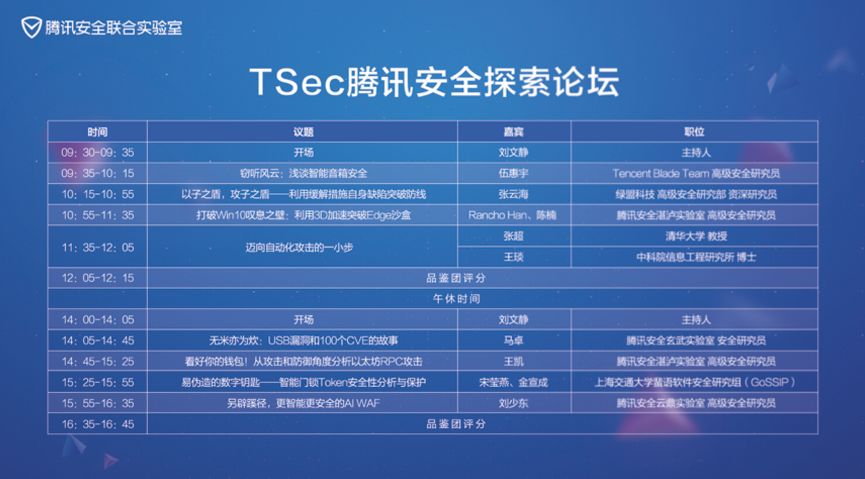 腾讯安全联合实验室
TSec腾讯安全探索论坛
时间 议题 嘉宾 职位
09：30-09：35 开场 刘文静 主持人
09：35-10：15 窃听风云：浅谈智能音箱安全 伍惠宇 Tencent Blade Team 高级安全研究员
10：15-10：55 以子之盾，攻子之盾——利用缓解措施自身缺陷突破防线 张云海 绿盟科技 高级安全研究部 资深研究员
10：55-11：35 打破Win10叹息之壁：利用3D加速突破Edge沙盒 Rancho Han、陈楠 腾讯安全湛泸实验室 高级安全研究员
11：35-12：05 迈向自动化攻击的一小步 张超 清华大学 教授
王琰 中科院信息工程研究所 博士
12：05-12：15 品鉴团评分
午休时间
14：00-14：05 开场 刘文静 主持人
14：05-14：45 无米亦为炊：USB漏洞和100个CVE的故事 马卓 腾讯安全玄武实验室 安全研究员
14：45-15：25 看好你的钱包！从攻击和防御角度分析以太坊RPC攻击 王凯 腾讯安全湛泸实验室 高级安全研究员
15：25-15：55 易伪造的数字钥匙——智能门锁Token安全性分析与保护 宋莹燕、金宣成 上海交通大学蜚语软件安全研究组（GoSSIP）
15：55-16：35 另辟蹊径，更智能更安全的AI WAF 刘少东 腾讯安全云鼎实验室 高级安全研究员
16：35-16：45 品鉴团评分